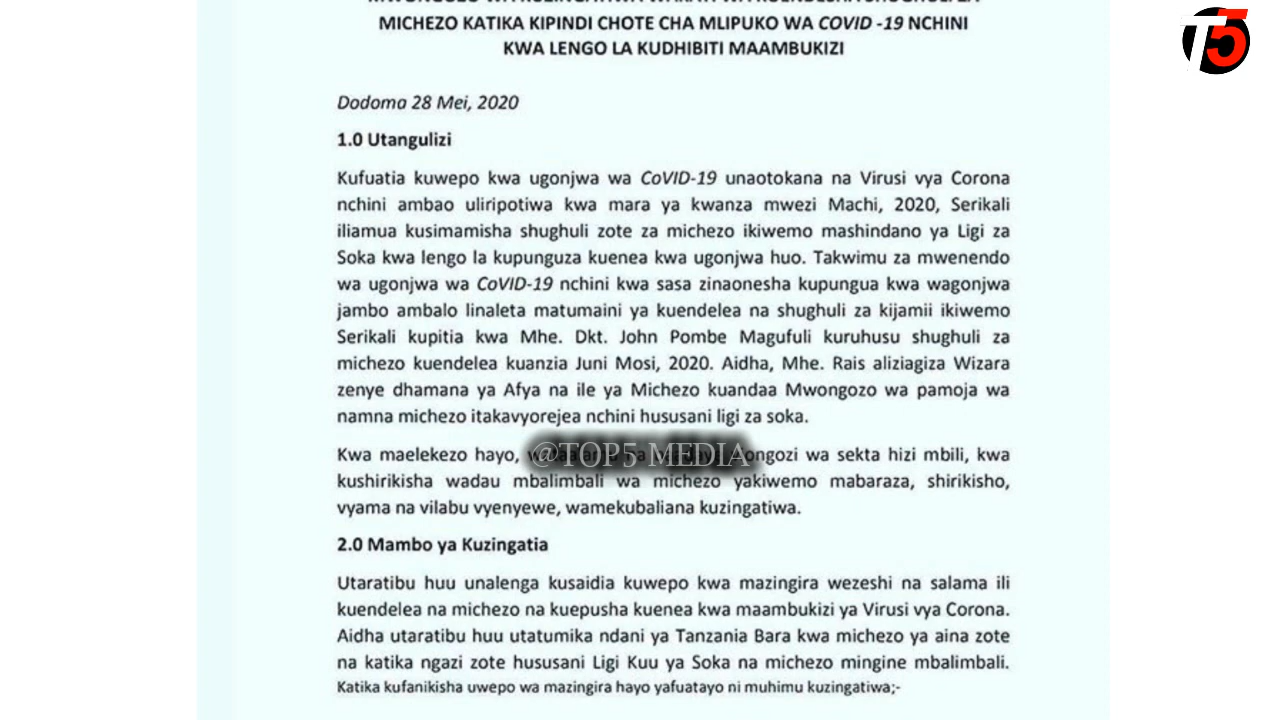 MICHEZO KATIKA KIPINDI CHOTE CHA MLIPUKO WA COVID -19 NCHINI
KWA LENGO LA KUDHIBITI MAAMBUKIZI
T5
Dodoma 28 Mei, 2020
1.0 Utangulizi
Kufuatia kuwepo kwa ugonjwa wa CoVID-19 unaotokana na Virusi vya Corona
nchini ambao uliripotiwa kwa mara ya kwanza mwezi Machi, 2020, Serikali
iliamua kusimamisha shughuli zote za michezo ikiwemo mashindano ya Ligi za
Soka kwa lengo la kupunguza kuenea kwa ugonjwa huo. Takwimu za mwenendo
wa ugonjwa wa CoVID-19 nchini kwa sasa zinaonesha kupungua kwa wagonjwa
jambo ambalo linaleta matumaini ya kuendelea na shughuli za kijamii ikiwemo
Serikali kupitia kwa Mhe. Dkt. John Pombe Magufuli kuruhusu shughuli za
michezo kuendelea kuanzia Juni Mosi, 2020. Aidha, Mhe. Rais aliziagiza Wizara
zenye dhamana ya Afya na ile ya Michezo kuandaa Mwongozo wa pamoja wa
namna michezo itakavyorejea nchini hususani ligi za soka.
Kwa maelekezo hayo, ongozi wa sekta hizi mbili, kwa
@TOP5 MEDIA
kushirikisha wadau mbalimbali wa michezo yakiwemo mabaraza, shirikisho,
vyama na vilabu vyenyewe, wamekubaliana kuzingatiwa.
2.0 Mambo ya Kuzingatia
Utaratibu huu unalenga kusaidia kuwepo kwa mazingira wezeshi na salama ili
kuendelea na michezo na kuepusha kuenea kwa maambukizi ya Virusi vya Corona.
Aidha utaratibu huu utatumika ndani ya Tanzania Bara kwa michezo ya aina zote
na katika ngazi zote hususani Ligi Kuu ya Soka na michezo mingine mbalimbali.
Katika kufanikisha uwepo wa mazingira hayo yafuatayo ni muhimu kuzingatiwa;-